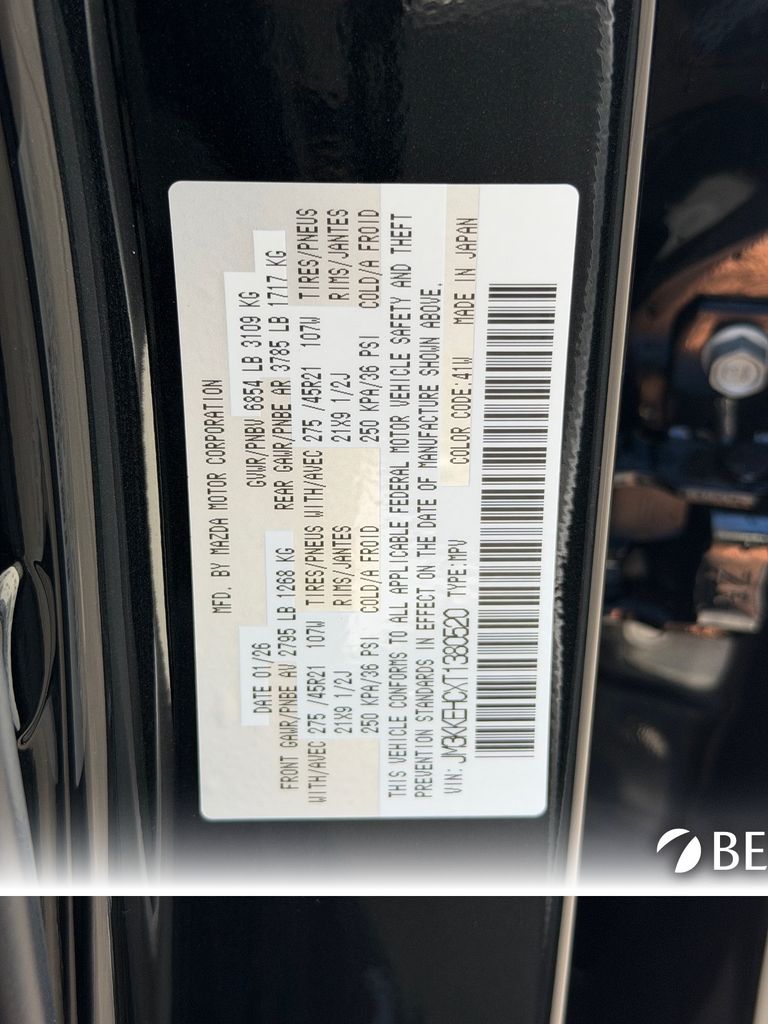 MFD. BY MAZDA MOTOR CORPORATION
DATE 01/26 GVWR/PNBV 6854 LB 3109 KG
FRONT GAWR/PNBE AV 2795 LB 1268 KG REAR GAWR/PNBE AR 3785 LB 1717 KG
WITH/AVEC 275 /45R21 107W TIRES/PNEUS WITH/AVEC 275 /45R21 107W TIRES/PNEUS
21X9 1/2J RIMS/JANTES 21X9 1/2J RIMS/JANTES
250 KPA/36 PSI COLD/A FROID 250 KPA/36 PSI COLD/A FROID
THIS VEHICLE CONFORMS TO ALL APPLICABLE FEDERAL MOTOR VEHICLE SAFETY AND THEFT
PREVENTION STANDARDS IN EFFECT ON THE DATE OF MANUFACTURE SHOWN ABOVE.
VIN: JM3KKEHCXT1380520 TYPE:MPV COLOR CODE:41W MADE IN JAPAN
BE